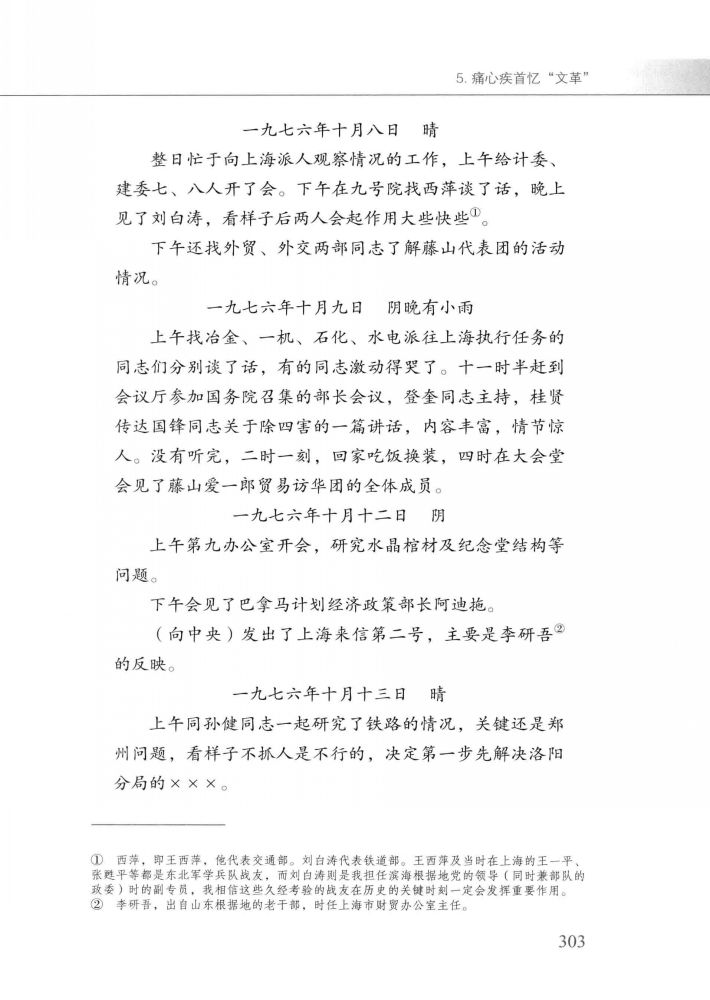 5. 痛心疾首忆“文革”
一九七六年十月八日　晴
整日忙于向上海派人观察情况的工作，上午给计委、
建委七、八人开了会。下午在九号院找西萍谈了话，晚上
见了刘白涛，看样子后两人会起作用大些快些①。
下午还找外贸、外交两部同志了解藤山代表团的活动
情况。
一九七六年十月九日　阴晚有小雨
上午找冶金、一机、石化、水电派往上海执行任务的
同志们分别谈了话，有的同志激动得哭了。十一时半赶到
会议厅参加国务院召集的部长会议，登奎同志主持，桂贤
传达国锋同志关于除四害的一篇讲话，内容丰富，情节惊
人。没有听完，二时一刻，回家吃饭换装，四时在大会堂
会见了藤山爱一郎贸易访华团的全体成员。
一九七六年十月十二日　阴
上午第九办公室开会，研究水晶棺材及纪念堂结构等
问题。
下午会见了巴拿马计划经济政策部长阿迪拖。
（向中央）发出了上海来信第二号，主要是李研吾②
的反映。
一九七六年十月十三日　晴
上午同孙健同志一起研究了铁路的情况，关键还是郑
州问题，看样子不抓人是不行的，决定第一步先解决洛阳
分局的×××。
① 西萍，即王西萍，他代表交通部。刘白涛代表铁道部。王西萍及当时在上海的王一平、
张甦平等都是东北军学兵队战友，而刘白涛则是我担任滨海根据地党的领导（同时兼部队的
政委）时的副专员，我相信这些久经考验的战友在历史的关键时刻一定会发挥重要作用。
② 李研吾，出自山东根据地的老干部，时任上海市财贸办公室主任。
303